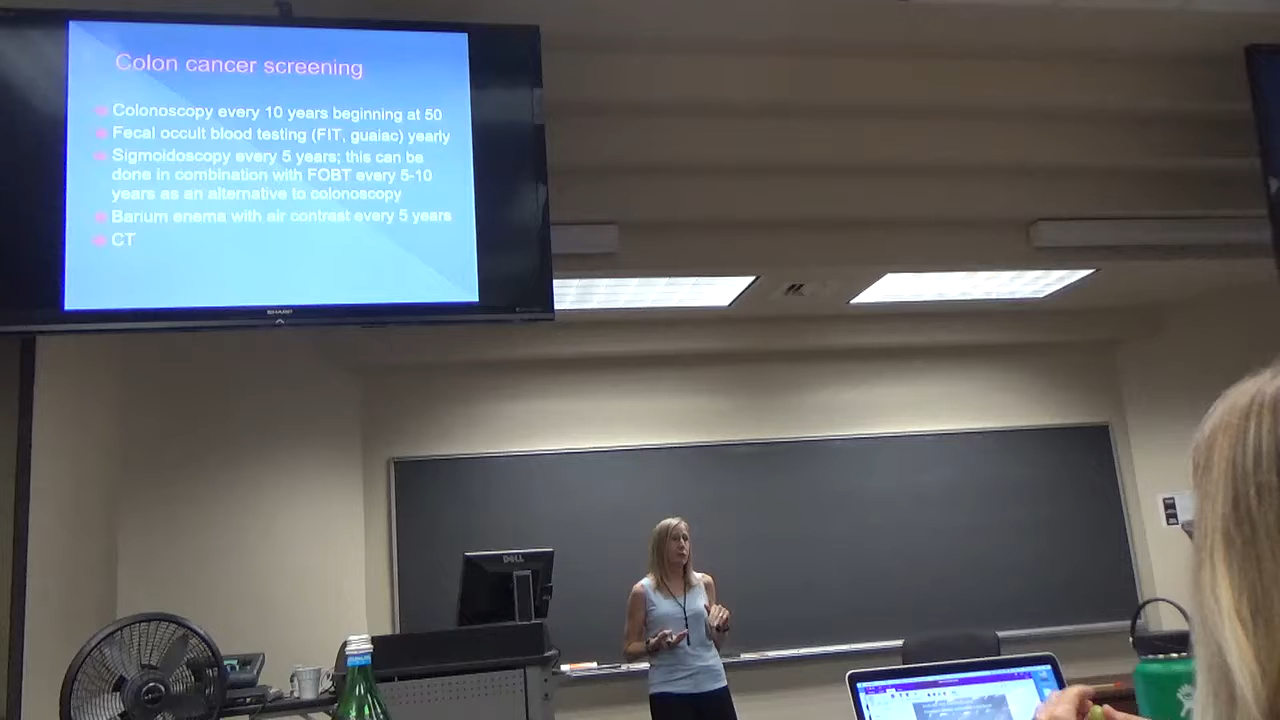 Colon cancer screening
Colonoscopy every 10 years beginning at 50
Fecal occult blood testing (FIT, guaiac) yearly
Sigmoidoscopy every 5 years; this can be
done in combination with FOBT every 5-10
years as an alternative to colonoscopy
Barium enema with air contrast every 5 years
CT
SHARP
DELL